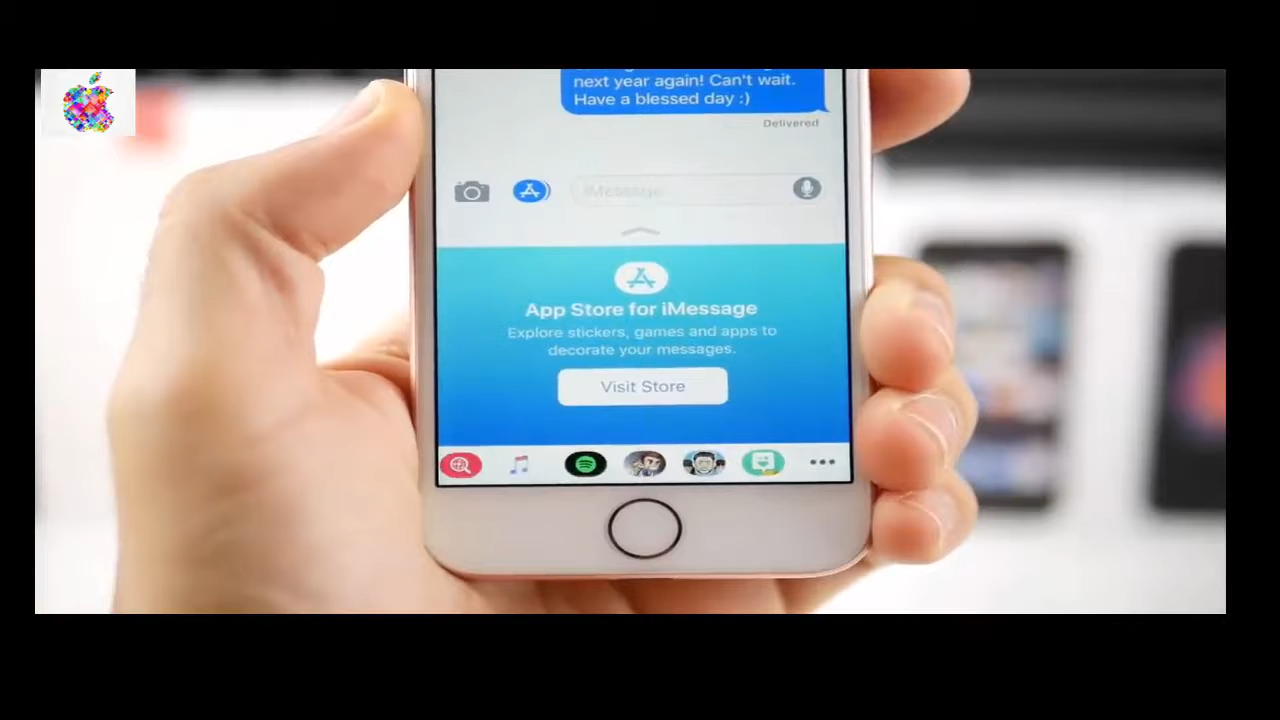 next year again! Can't wait.
Have a blessed day :)
Delivered
iMessage
App Store for iMessage
Explore stickers, games and apps to
decorate your messages.
Visit Store